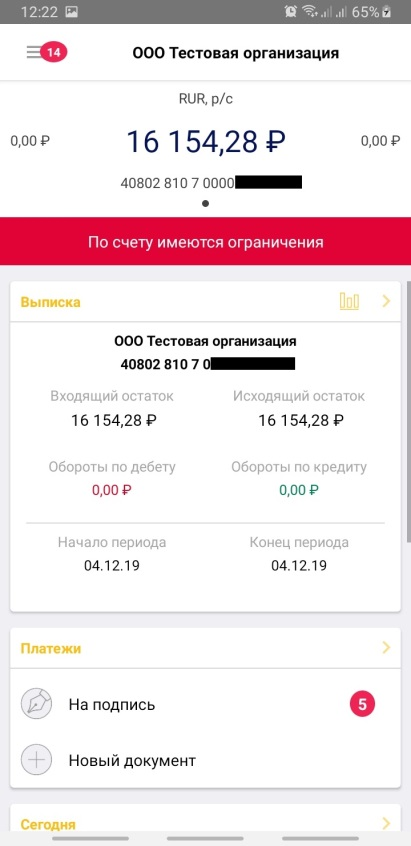 12:22 65%
14 ООО Тестовая организация
RUR, р/с
0,00 ₽ 16 154,28 ₽ 0,00 ₽
40802 810 7 0000
По счету имеются ограничения
Выписка
ООО Тестовая организация
40802 810 7 0
Входящий остаток Исходящий остаток
16 154,28 ₽ 16 154,28 ₽
Обороты по дебету Обороты по кредиту
0,00 ₽ 0,00 ₽
Начало периода Конец периода
04.12.19 04.12.19
Платежи
На подпись 5
Новый документ
Сегодня